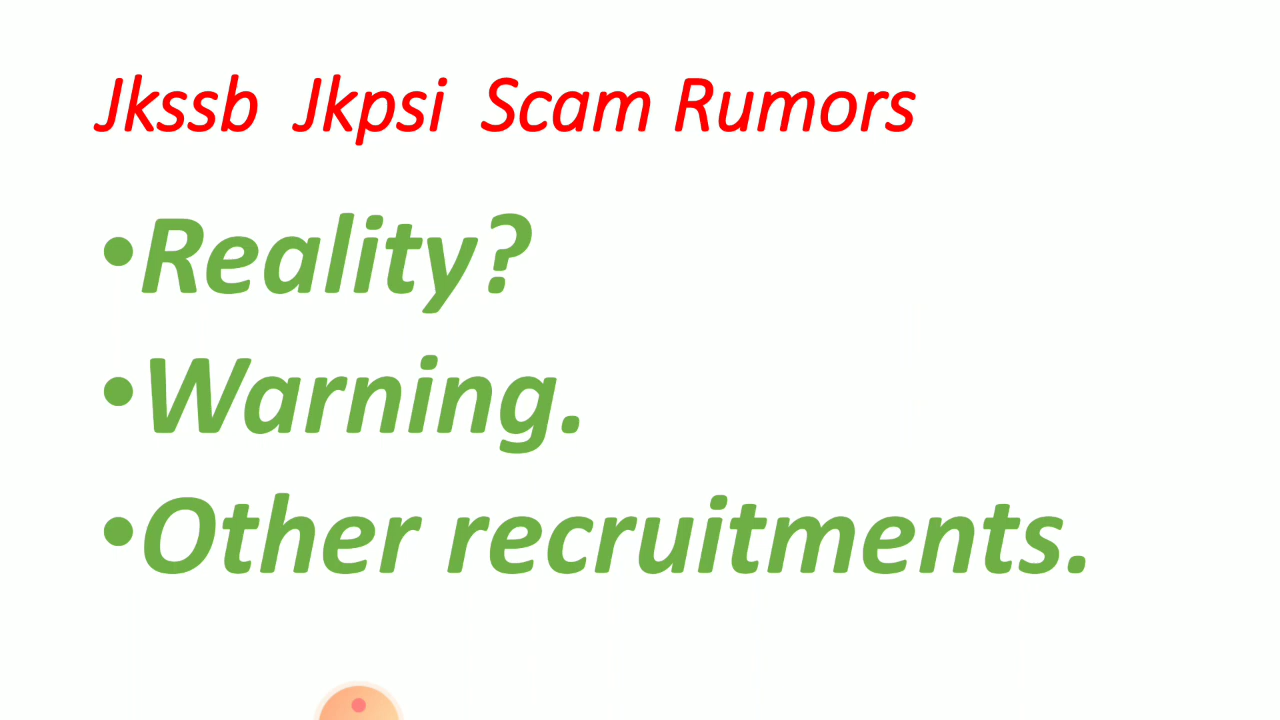 Jkssb Jkpsi Scam Rumors
•Reality?
•Warning.
•Other recruitments.